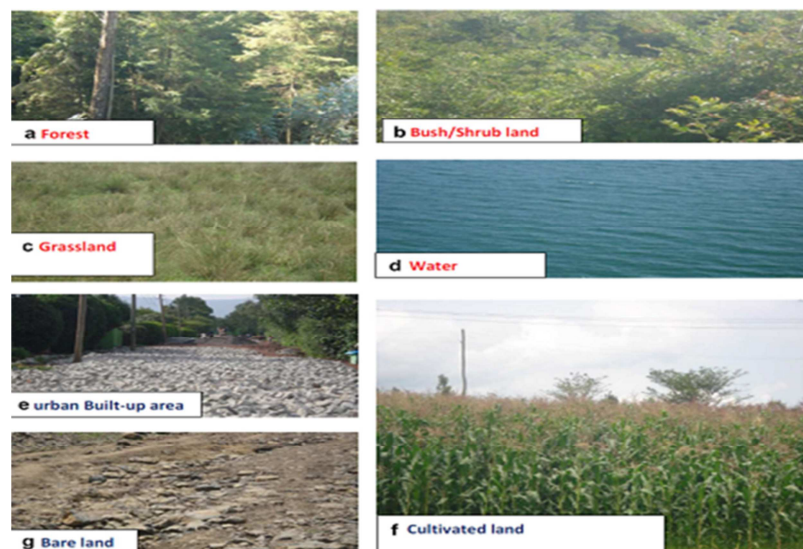 a Forest
b Bush/Shrub land
c Grassland
d Water
e urban Built-up area
f Cultivated land
g Bare land